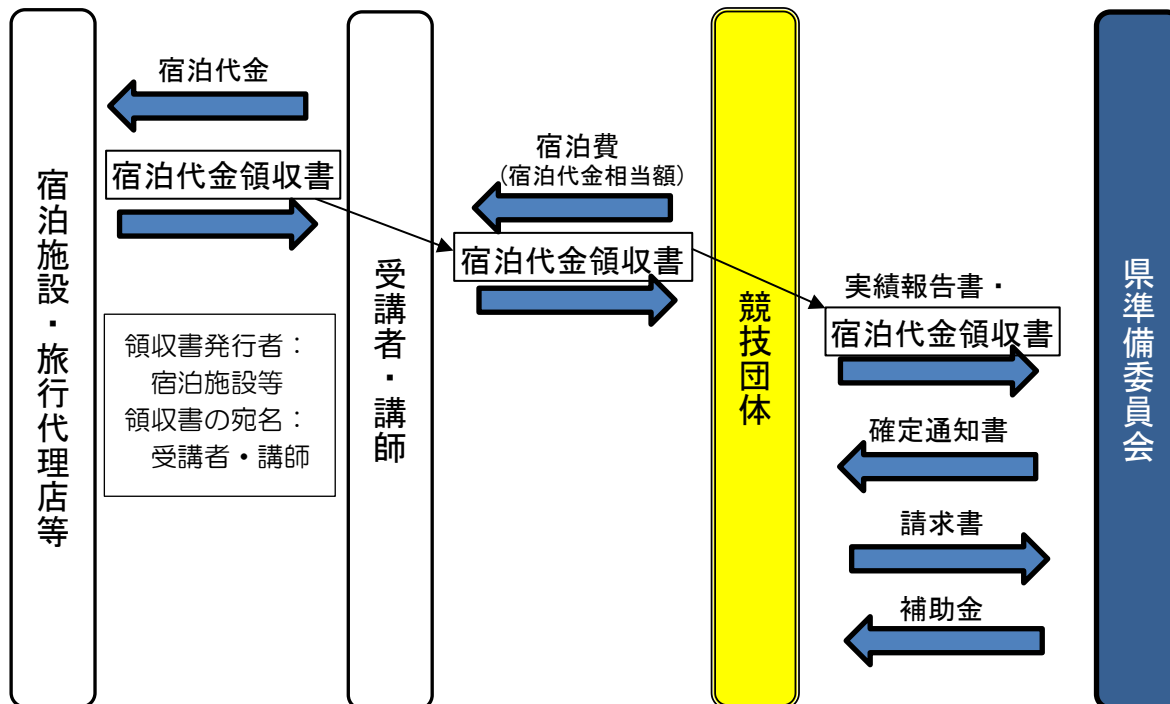 宿泊施設・旅行代理店等
宿泊代金
宿泊代金領収書
領収書発行者：
宿泊施設等
領収書の宛名：
受講者・講師
受講者・講師
宿泊費
(宿泊代金相当額)
宿泊代金領収書
競技団体
実績報告書・
宿泊代金領収書
確定通知書
請求書
補助金
県準備委員会